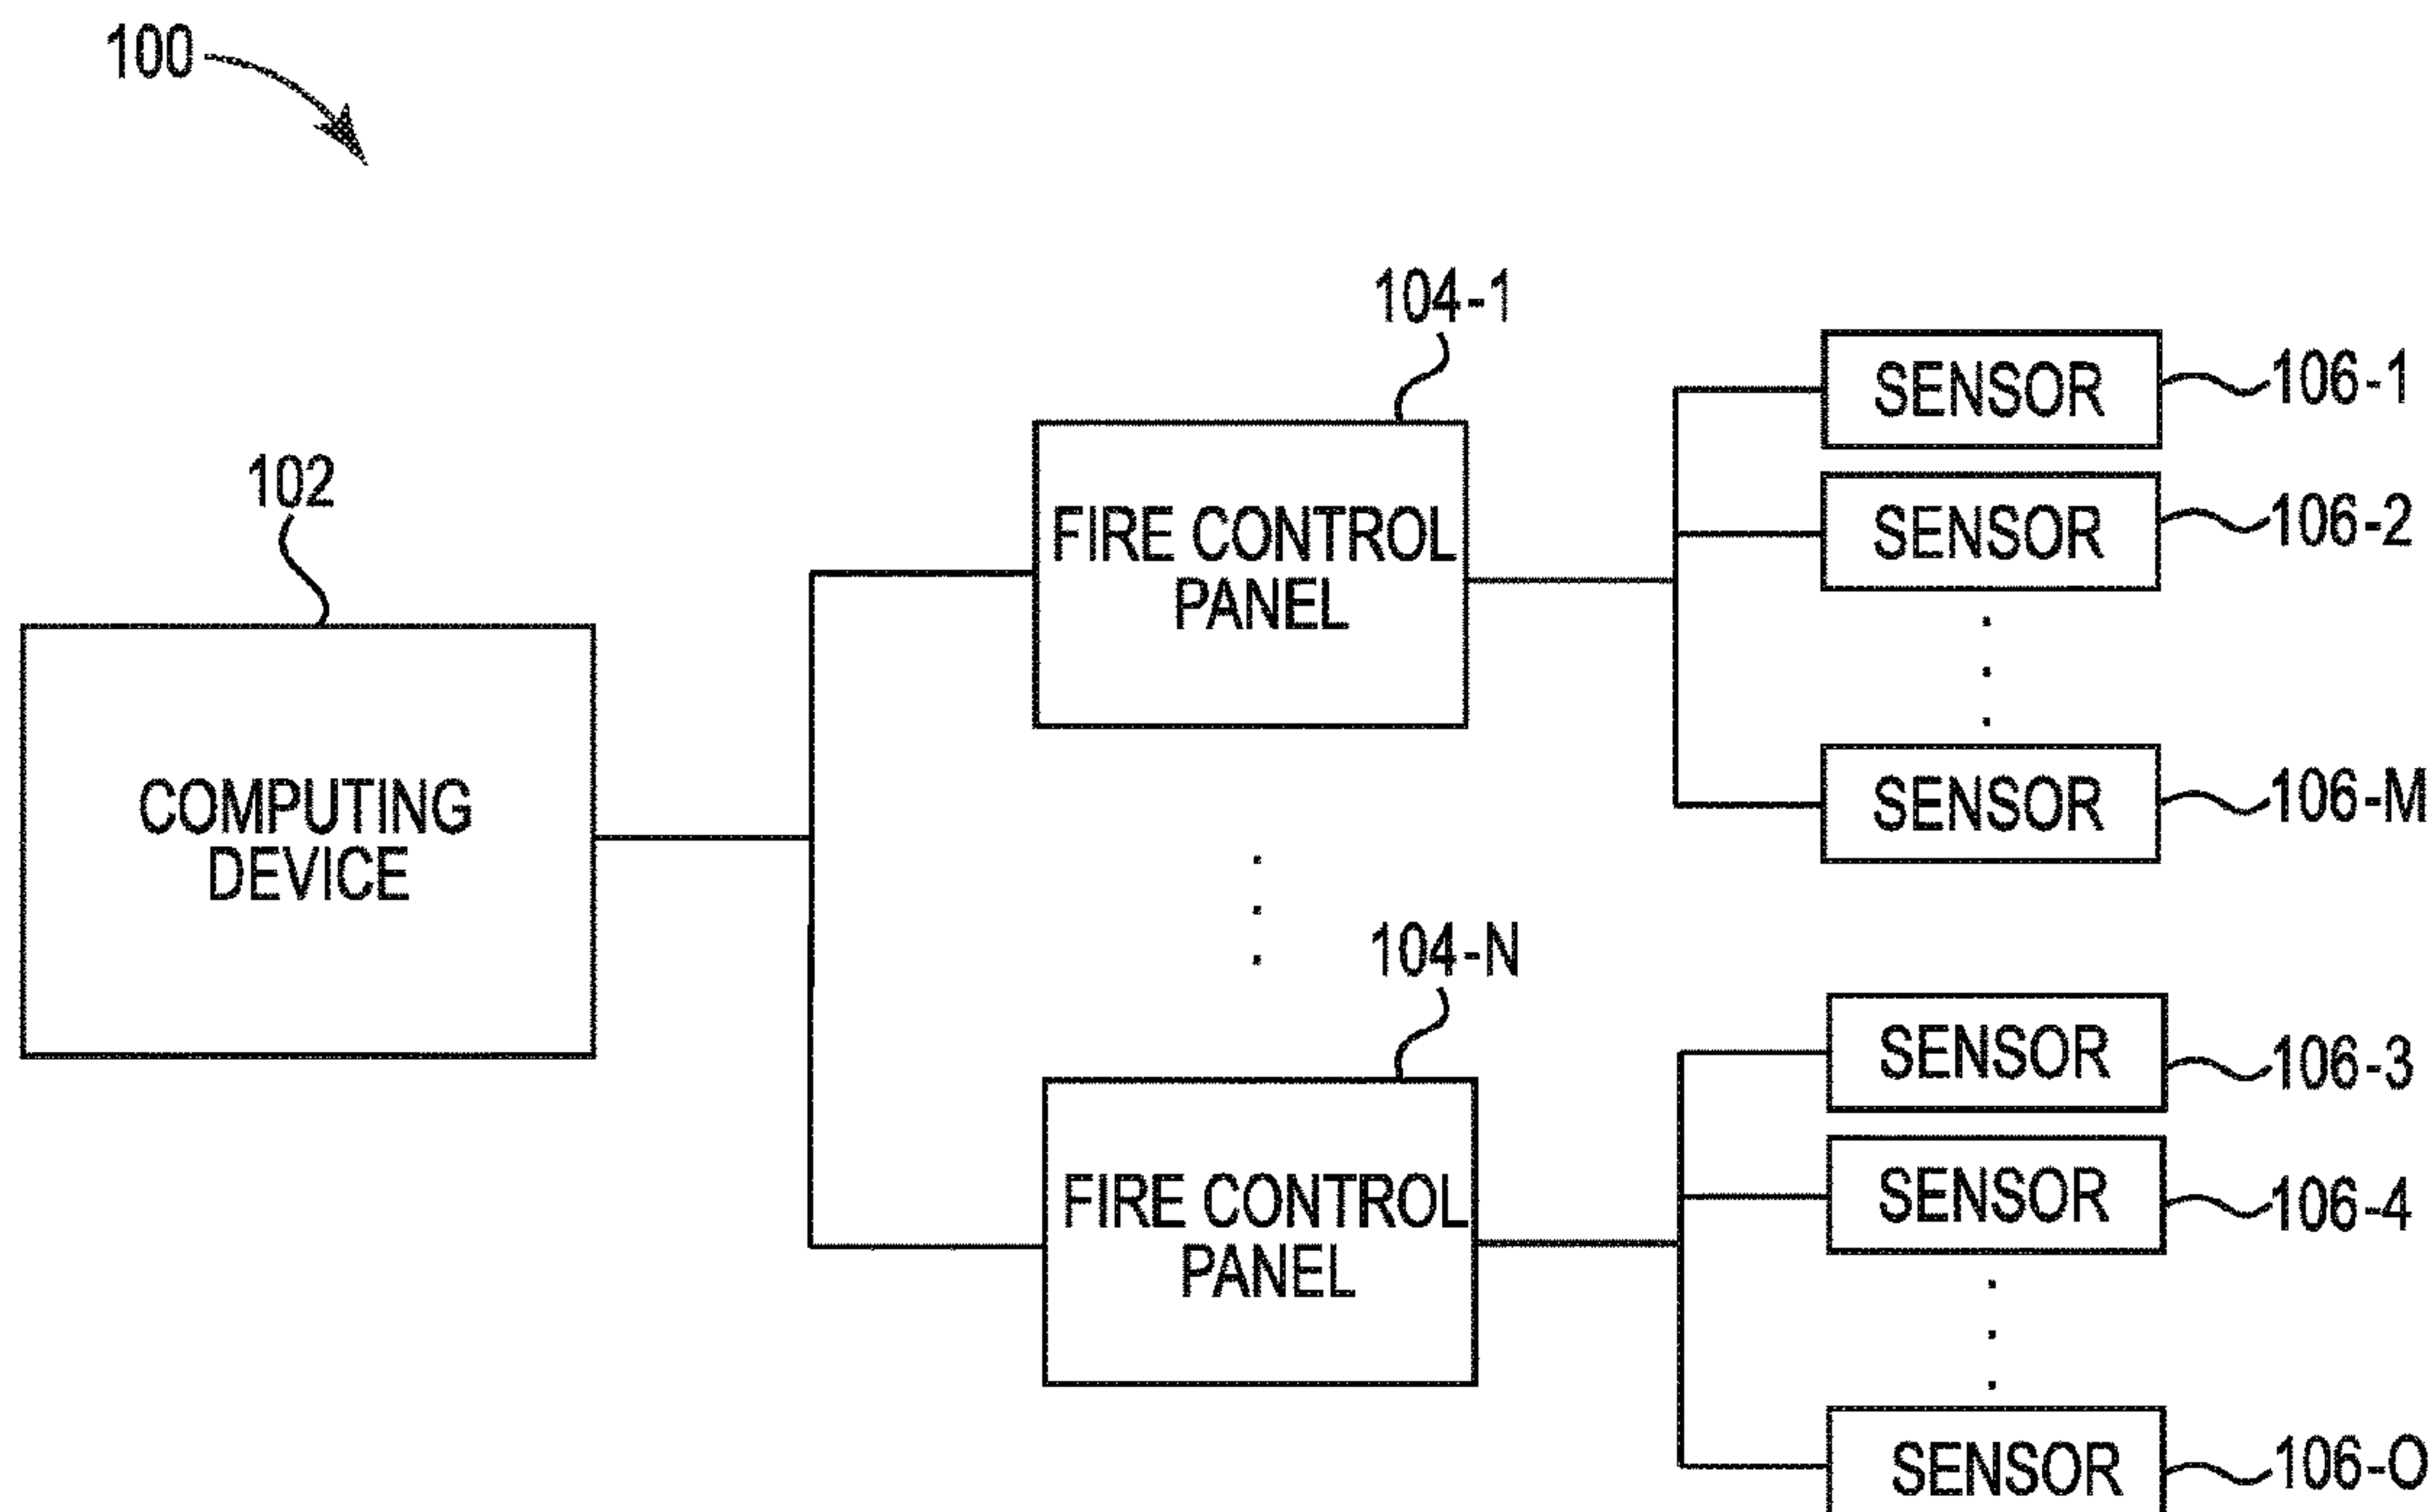 100
104-1
SENSOR
106-1
FIRE CONTROL
PANEL
SENSOR
106-2
102
COMPUTING
DEVICE
SENSOR
106-M
104-N
SENSOR
106-3
FIRE CONTROL
PANEL
SENSOR
106-4
SENSOR
106-O